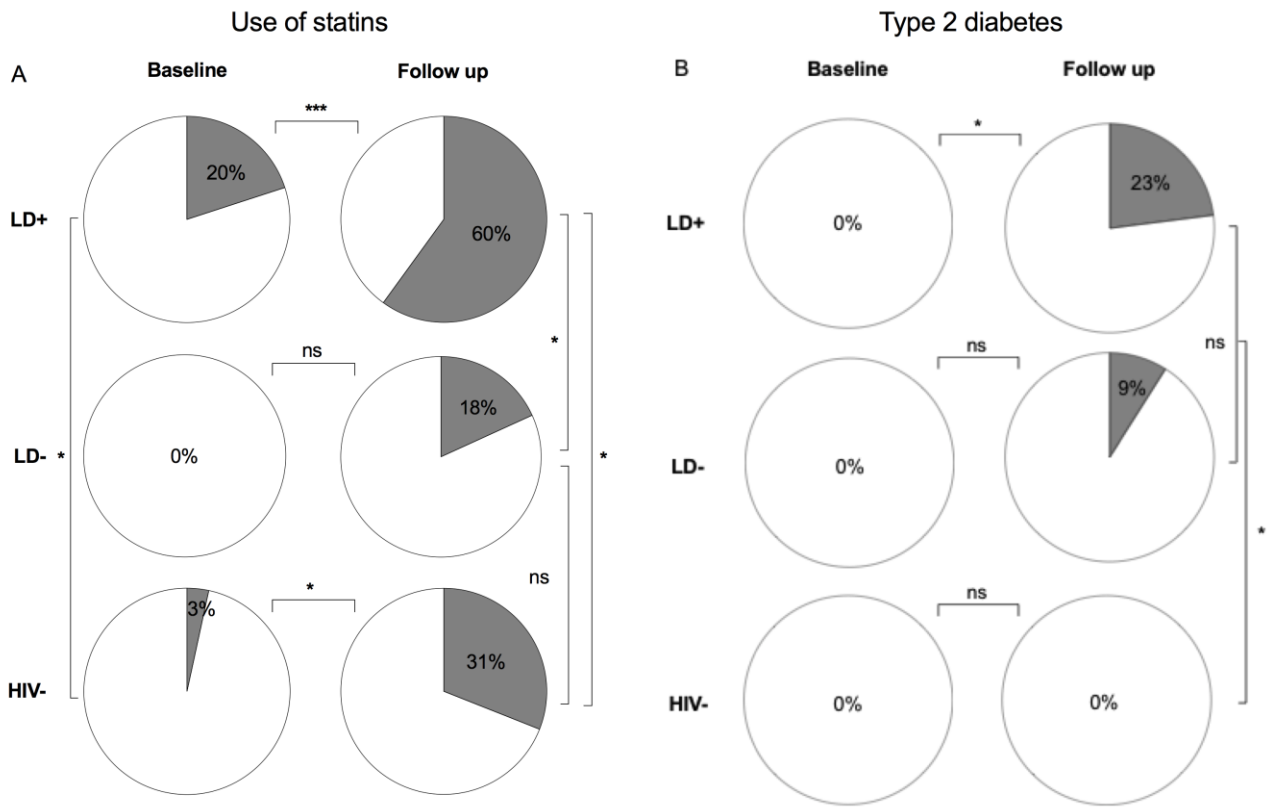 Use of statins
A
Baseline
Follow up
***
20%
60%
LD+
*
ns
18%
LD-
*
0%
*
*
3%
ns
31%
HIV-
Type 2 diabetes
B
Baseline
Follow up
*
23%
LD+
0%
ns
ns
9%
LD-
0%
*
ns
HIV-
0%
0%